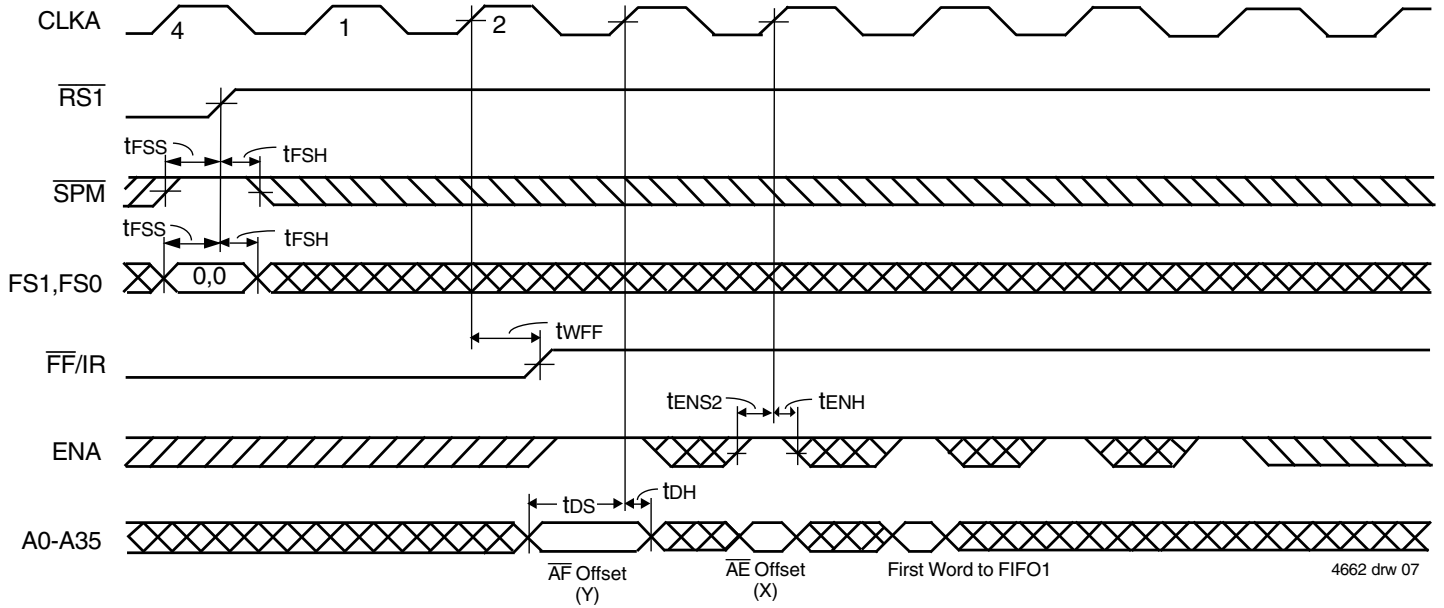 CLKA
4
1
2
RS1
tFSS
tFSH
SPM
tFSS
tFSH
FS1,FS0
0,0
tWFF
FF/IR
tENS2
tENH
ENA
tDS
tDH
A0-A35
AF Offset
(Y)
AE Offset
(X)
First Word to FIFO1
4662 drw 07